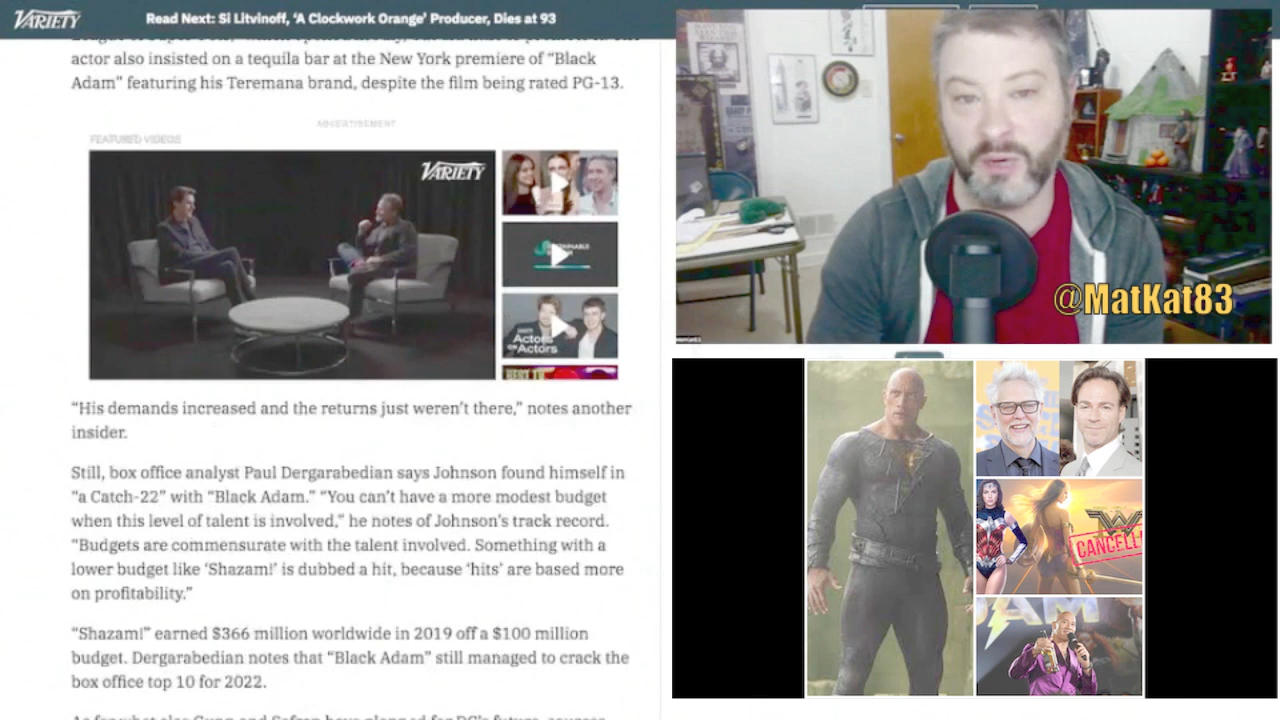 VARIETY
Read Next: Si Litvinoff, ‘A Clockwork Orange’ Producer, Dies at 93
actor also insisted on a tequila bar at the New York premiere of “Black
Adam” featuring his Teremana brand, despite the film being rated PG-13.
ADVERTISEMENT
FEATURED VIDEOS
VARIETY
Actors
on Actors
“His demands increased and the returns just weren’t there,” notes another
insider.
Still, box office analyst Paul Dergarabedian says Johnson found himself in
“a Catch-22” with “Black Adam.” “You can’t have a more modest budget
when this level of talent is involved,” he notes of Johnson’s track record.
“Budgets are commensurate with the talent involved. Something with a
lower budget like ‘Shazam!’ is dubbed a hit, because ‘hits’ are based more
on profitability.”
“Shazam!” earned $366 million worldwide in 2019 off a $100 million
budget. Dergarabedian notes that “Black Adam” still managed to crack the
box office top 10 for 2022.
@MatKat83
CANCELL